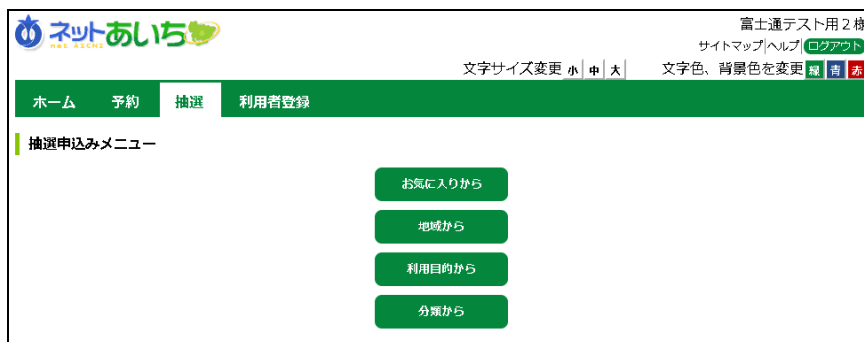 ネットあいち
net AICHI
富士通テスト用2様
サイトマップ|ヘルプ|ログアウト
文字サイズ変更 小 中 大 文字色、背景色を変更 緑 青 赤
ホーム 予約 抽選 利用者登録
抽選申込みメニュー
お気に入りから
地域から
利用目的から
分類から